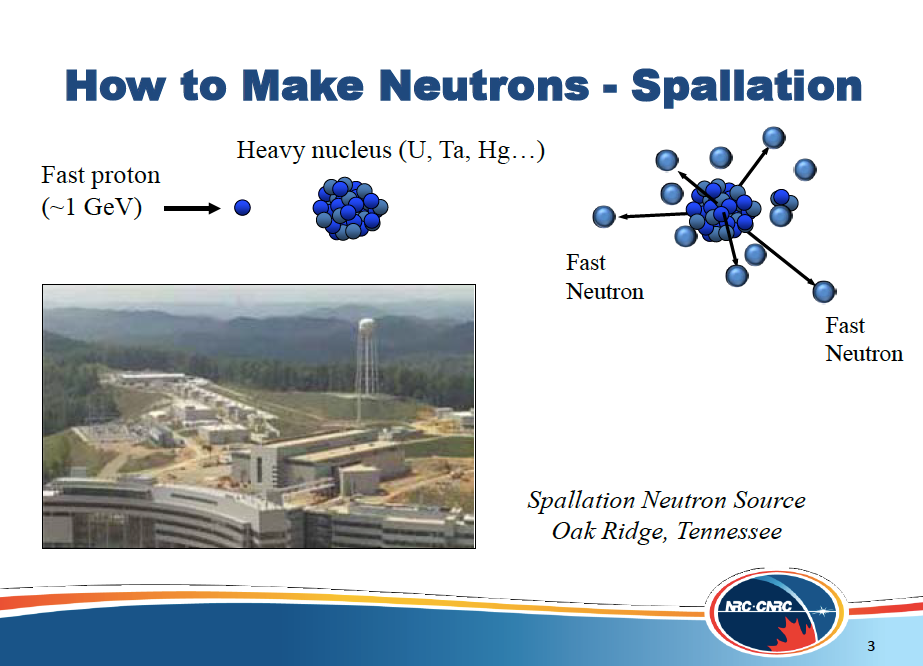 How to Make Neutrons - Spallation
Heavy nucleus (U, Ta, Hg…)
Fast proton
(~1 GeV)
Fast
Neutron
Fast
Neutron
Spallation Neutron Source
Oak Ridge, Tennessee
NRC·CNRC
3